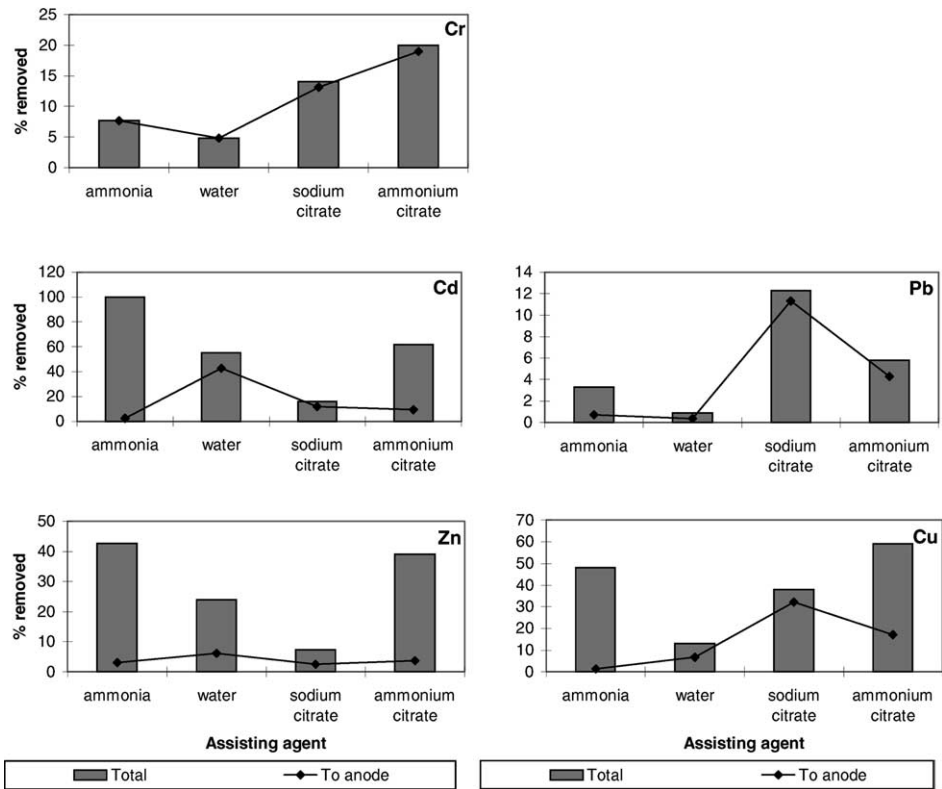 Cr
% removed
25
20
15
10
5
0
ammonia water sodium ammonium
citrate citrate
Cd
120
100
80
60
40
20
0
ammonia water sodium ammonium
citrate citrate
Pb
14
12
10
8
6
4
2
0
ammonia water sodium ammonium
citrate citrate
Zn
% removed
50
40
30
20
10
0
ammonia water sodium ammonium
citrate citrate
Assisting agent
Total To anode
Cu
70
60
50
40
30
20
10
0
ammonia water sodium ammonium
citrate citrate
Assisting agent
Total To anode